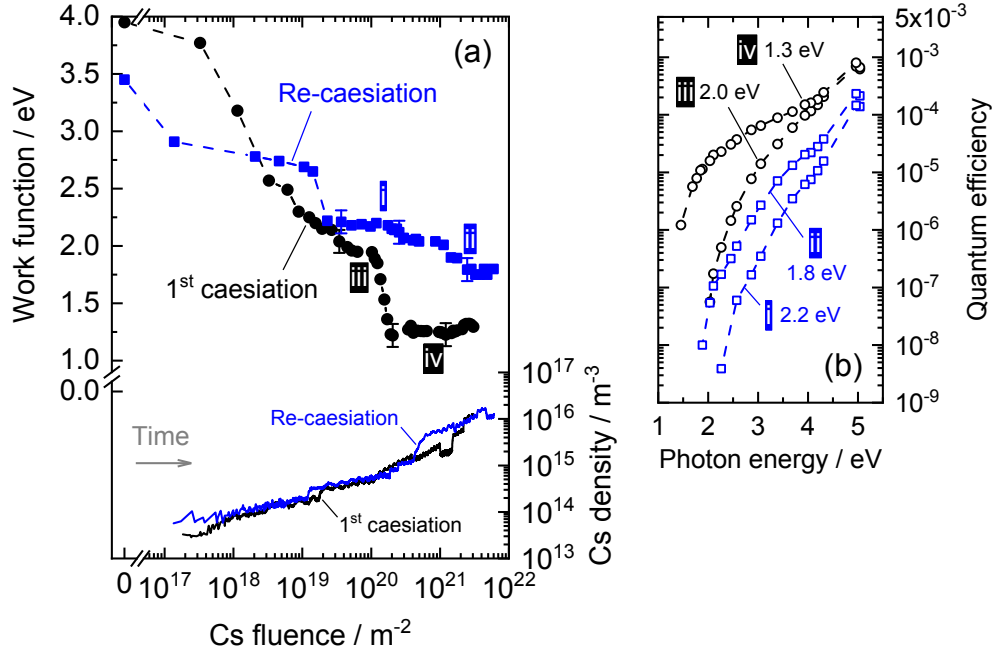 Work function / eV
4.0
3.5
3.0
2.5
2.0
1.5
1.0
0.0
(a)
Re-caesiation
i
ii
iii
1st caesiation
iv
Time
Re-caesiation
1st caesiation
10^17
10^16
10^15
10^14
10^13
Cs density / m^-3
0 10^17 10^18 10^19 10^20 10^21 10^22
Cs fluence / m^-2
5x10^-3
10^-3
10^-4
10^-5
10^-6
10^-7
10^-8
10^-9
Quantum efficiency
iv 1.3 eV
iii 2.0 eV
ii
1.8 eV
i 2.2 eV
(b)
1 2 3 4 5
Photon energy / eV